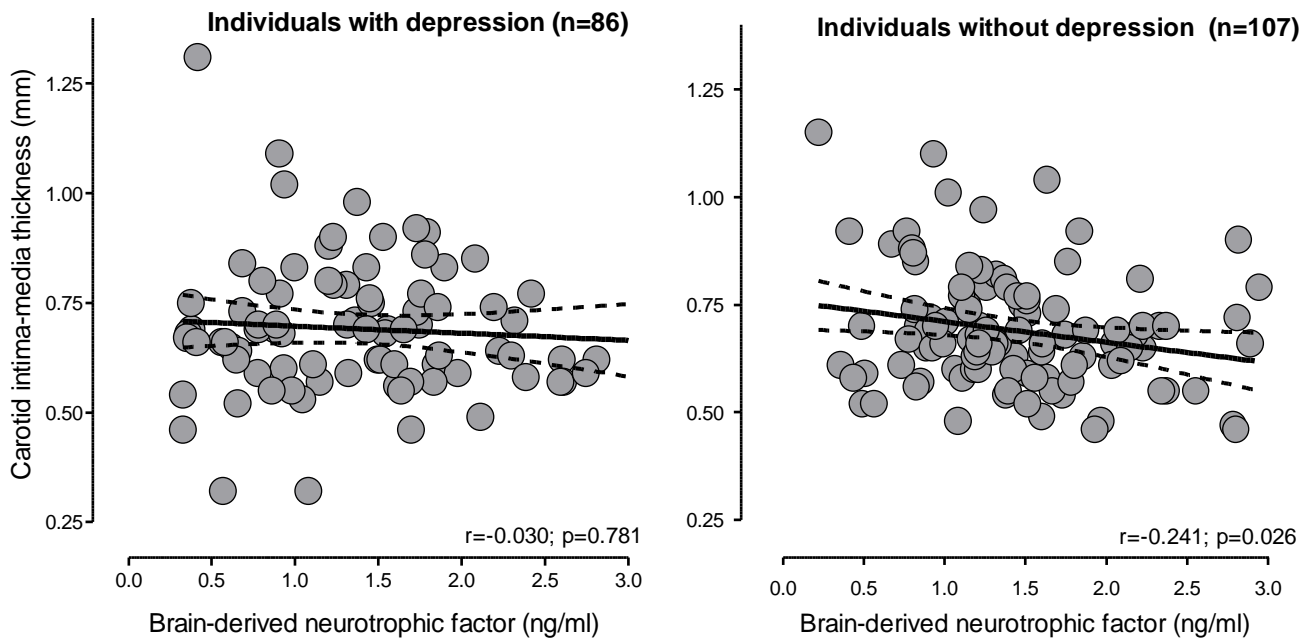 Individuals with depression (n=86)
Carotid intima-media thickness (mm)
1.25
1.00
0.75
0.50
0.25
r=-0.030; p=0.781
0.0 0.5 1.0 1.5 2.0 2.5 3.0
Brain-derived neurotrophic factor (ng/ml)
Individuals without depression (n=107)
1.25
1.00
0.75
0.50
0.25
r=-0.241; p=0.026
0.0 0.5 1.0 1.5 2.0 2.5 3.0
Brain-derived neurotrophic factor (ng/ml)